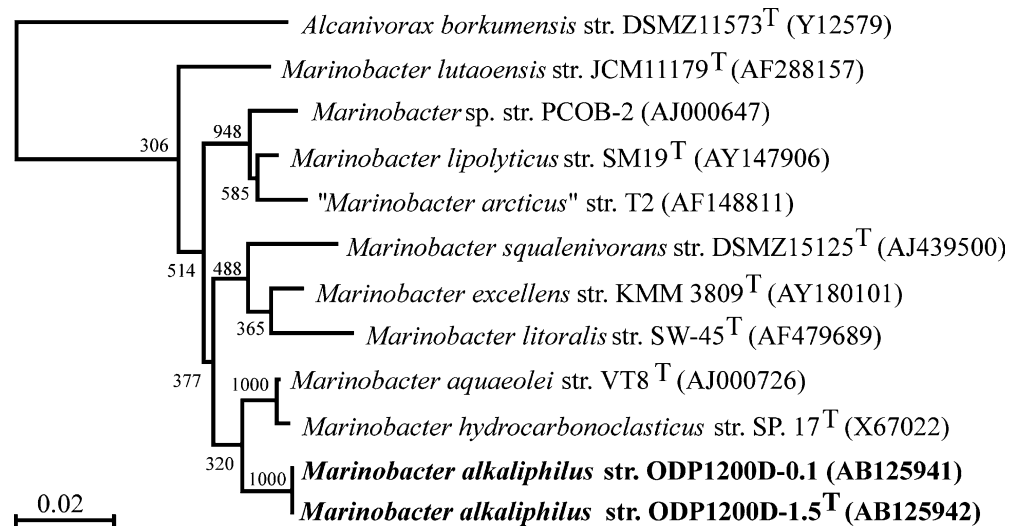 Alcanivorax borkumensis str. DSMZ11573T (Y12579)
Marinobacter lutaoensis str. JCM11179T (AF288157)
Marinobacter sp. str. PCOB-2 (AJ000647)
948
306
Marinobacter lipolyticus str. SM19T (AY147906)
585
"Marinobacter arcticus" str. T2 (AF148811)
Marinobacter squalenivorans str. DSMZ15125T (AJ439500)
514
488
Marinobacter excellens str. KMM 3809T (AY180101)
365
Marinobacter litoralis str. SW-45T (AF479689)
377
1000
Marinobacter aquaeolei str. VT8 T (AJ000726)
Marinobacter hydrocarbonoclasticus str. SP. 17T (X67022)
320
1000
Marinobacter alkaliphilus str. ODP1200D-0.1 (AB125941)
0.02
Marinobacter alkaliphilus str. ODP1200D-1.5T (AB125942)